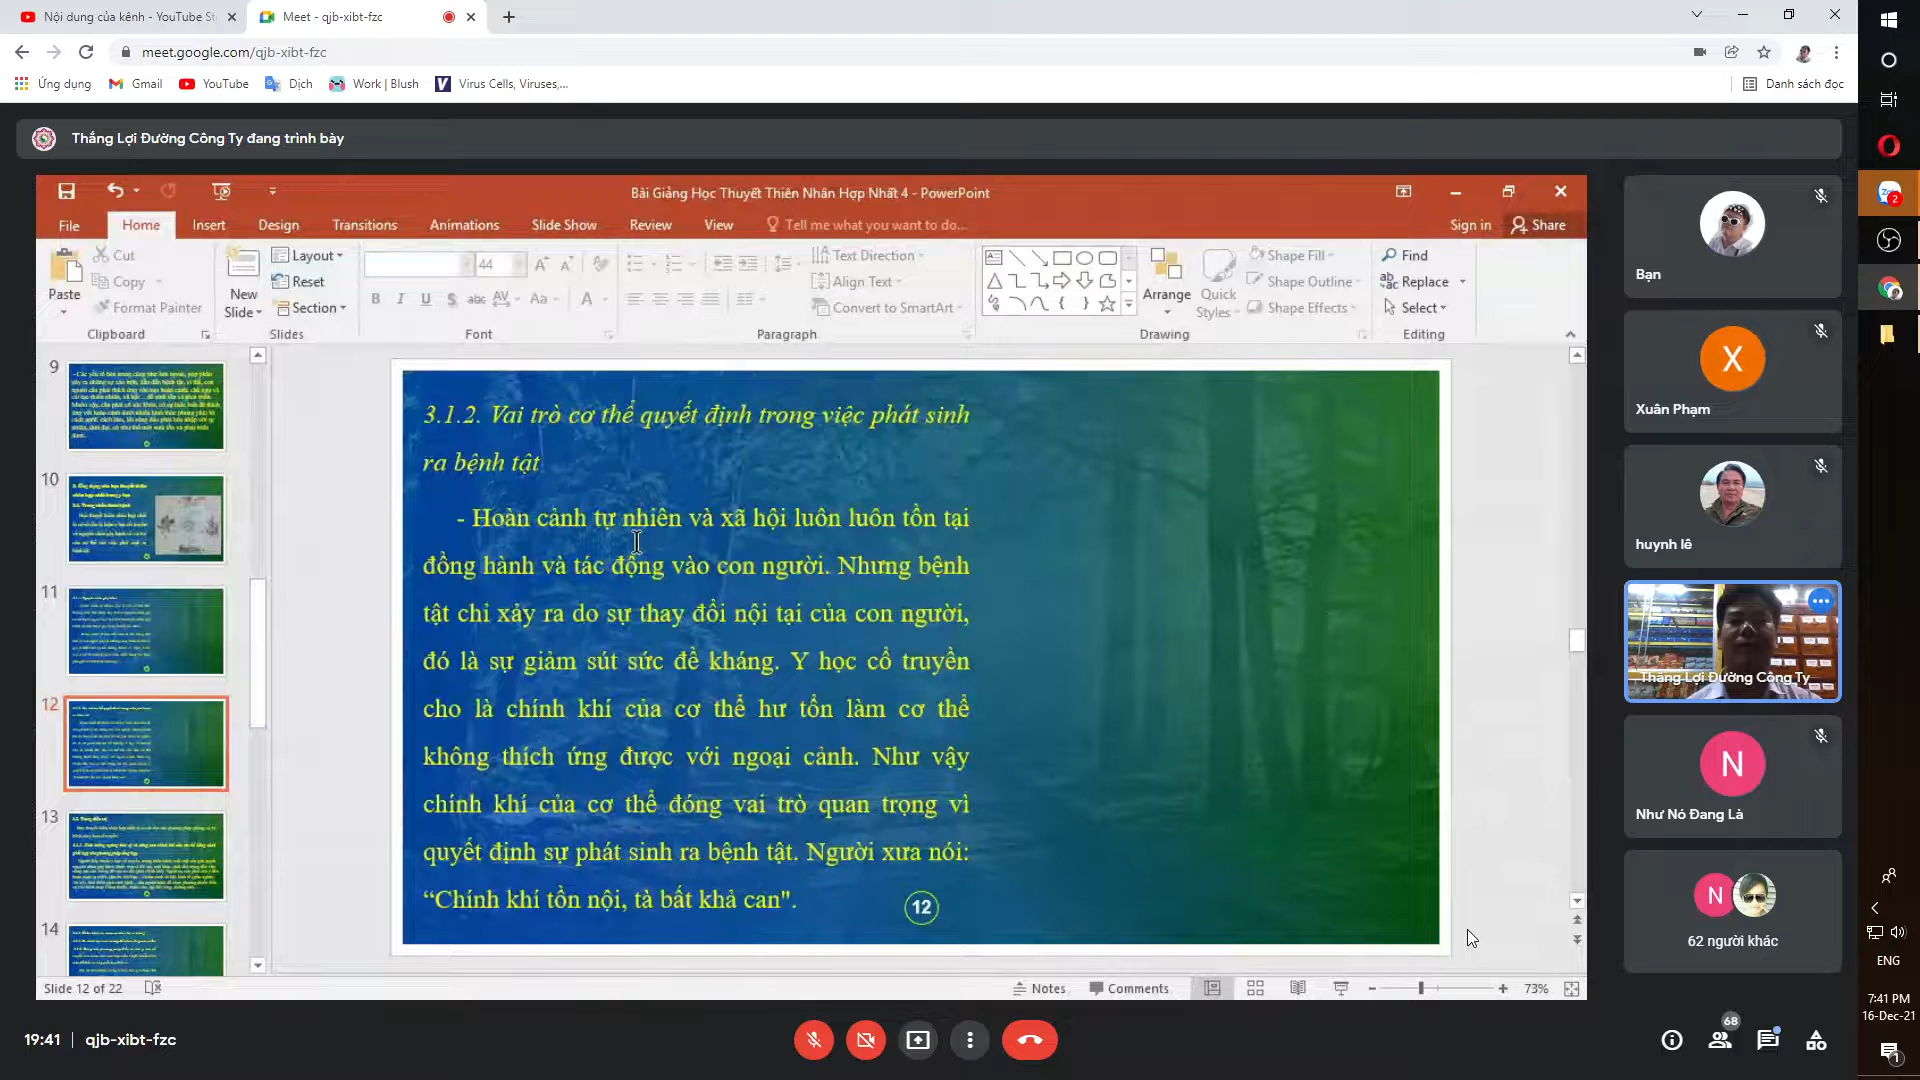 Nội dung của kênh - YouTube St
Meet - qjb-xibt-fzc
meet.google.com/qjb-xibt-fzc
Ứng dụng
Gmail
YouTube
Dịch
Work | Blush
Virus Cells, Viruses,...
Danh sách đọc
Thắng Lợi Đường Công Ty đang trình bày
Bài Giảng Học Thuyết Thiên Nhân Hợp Nhất 4 - PowerPoint
File
Home
Insert
Design
Transitions
Animations
Slide Show
Review
View
Tell me what you want to do...
Sign in
Share
Paste
Cut
Copy
Format Painter
Clipboard
New
Slide
Layout
Reset
Section
Slides
44
Font
Text Direction
Align Text
Convert to SmartArt
Paragraph
Arrange
Quick
Styles
Shape Fill
Shape Outline
Shape Effects
Drawing
Find
Replace
Select
Editing
9
10
11
12
13
14
3.1.2. Vai trò cơ thể quyết định trong việc phát sinh
ra bệnh tật
- Hoàn cảnh tự nhiên và xã hội luôn luôn tồn tại
đồng hành và tác động vào con người. Nhưng bệnh
tật chỉ xảy ra do sự thay đổi nội tại của con người,
đó là sự giảm sút sức đề kháng. Y học cổ truyền
cho là chính khí của cơ thể hư tổn làm cơ thể
không thích ứng được với ngoại cảnh. Như vậy
chính khí của cơ thể đóng vai trò quan trọng vì
quyết định sự phát sinh ra bệnh tật. Người xưa nói:
“Chính khí tồn nội, tà bất khả can".
12
Slide 12 of 22
Notes
Comments
73%
Bạn
X
Xuân Phạm
huynh lê
Thắng Lợi Đường Công Ty
N
Như Nó Đang Là
N
62 người khác
19:41
qjb-xibt-fzc
68
Zalo
2
ENG
7:41 PM
16-Dec-21
1